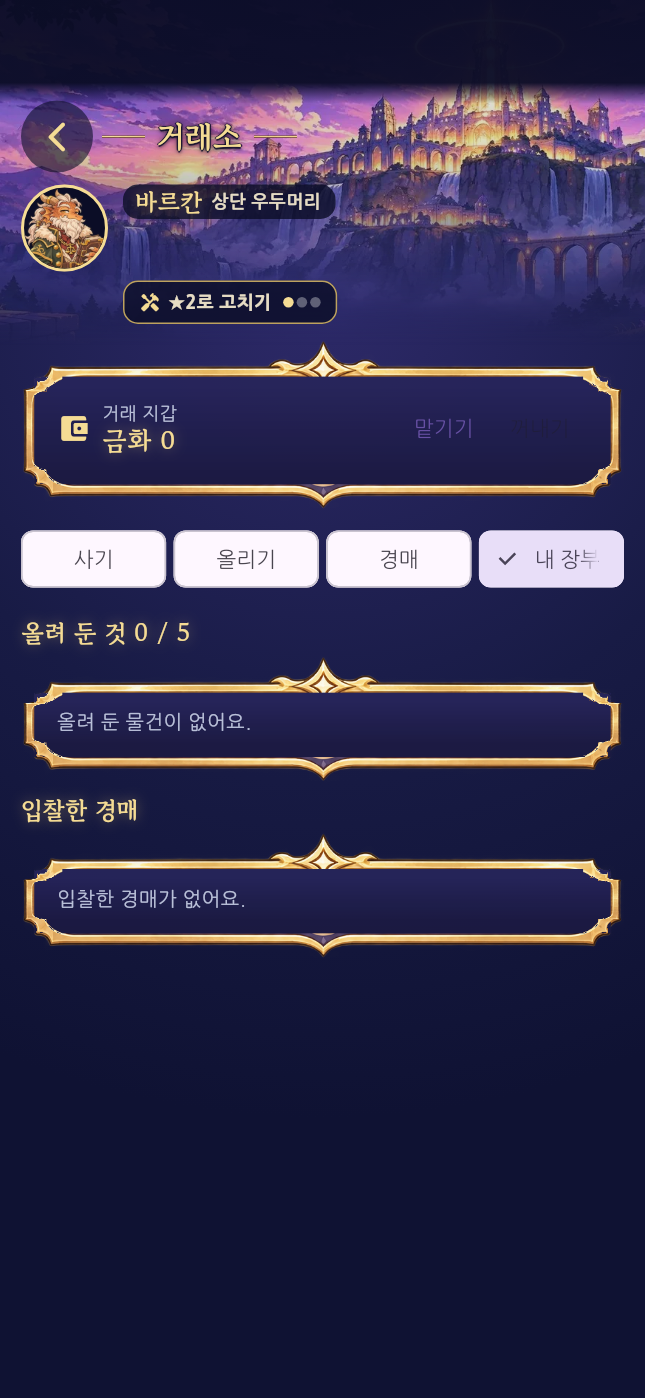 거래소
바르칸 상단 우두머리
★2로 고치기
거래 지갑
금화 0
맡기기
사기
올리기
경매
내 장부
올려 둔 것 0 / 5
올려 둔 물건이 없어요.
입찰한 경매
입찰한 경매가 없어요.